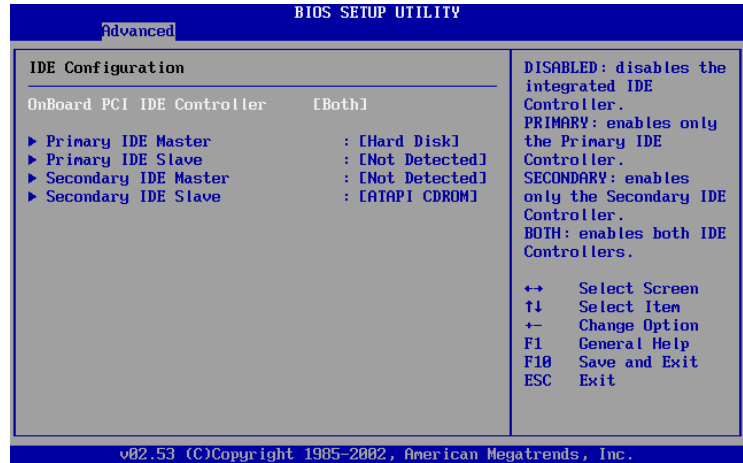 BIOS SETUP UTILITY
Advanced
IDE Configuration
OnBoard PCI IDE Controller [Both]
▶ Primary IDE Master : [Hard Disk]
▶ Primary IDE Slave : [Not Detected]
▶ Secondary IDE Master : [Not Detected]
▶ Secondary IDE Slave : [ATAPI CDROM]
DISABLED: disables the
integrated IDE
Controller.
PRIMARY: enables only
the Primary IDE
Controller.
SECONDARY: enables
only the Secondary IDE
Controller.
BOTH: enables both IDE
Controllers.
←→ Select Screen
↑↓ Select Item
+- Change Option
F1 General Help
F10 Save and Exit
ESC Exit
v02.53 (C)Copyright 1985-2002, American Megatrends, Inc.